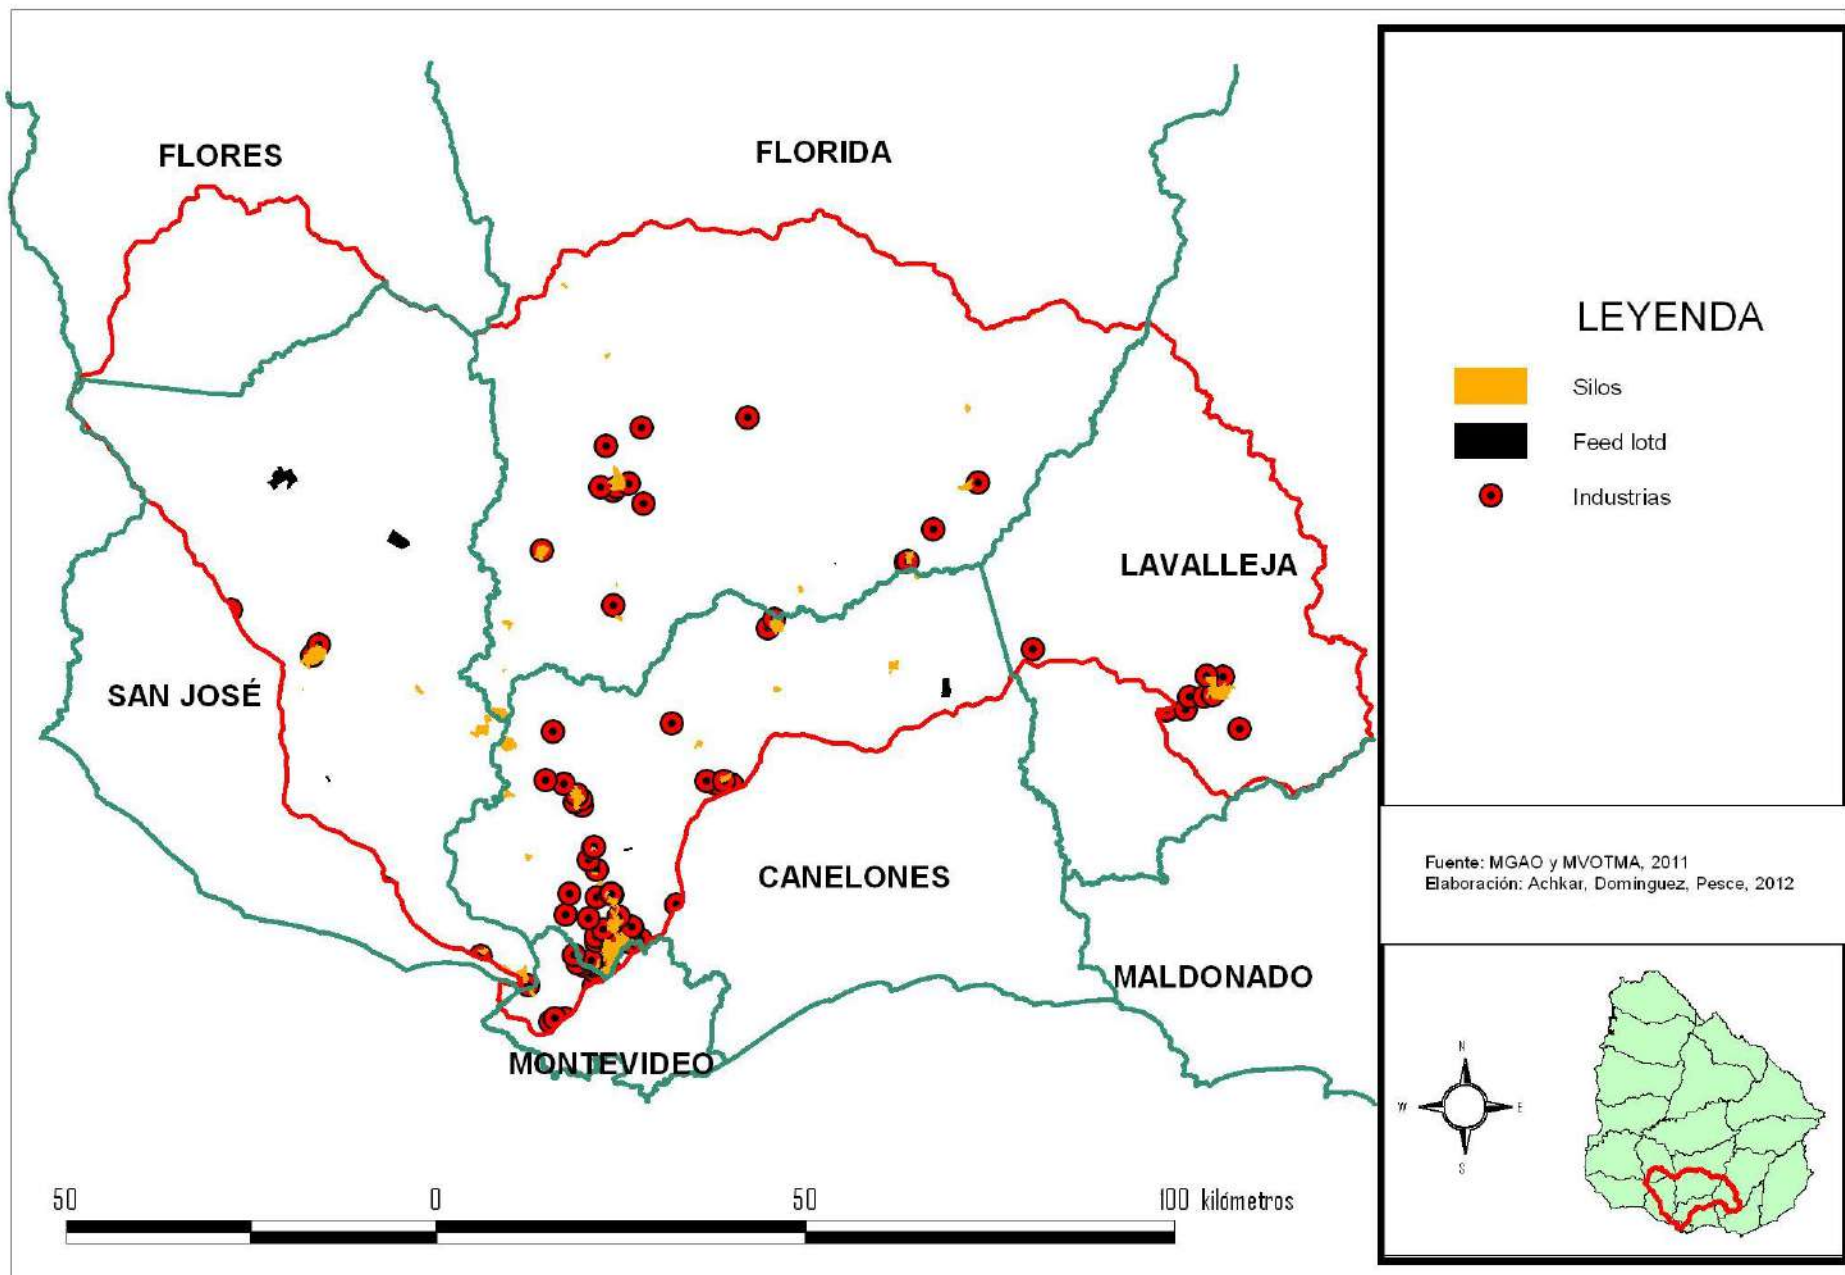 FLORES
FLORIDA
LAVALLEJA
SAN JOSÉ
CANELONES
MALDONADO
MONTEVIDEO
50 0 50 100 kilómetros
LEYENDA
Silos
Feed lotd
Industrias
Fuente: MGAO y MVOTMA, 2011
Elaboración: Achkar, Dominguez, Pesce, 2012
N
W E
S